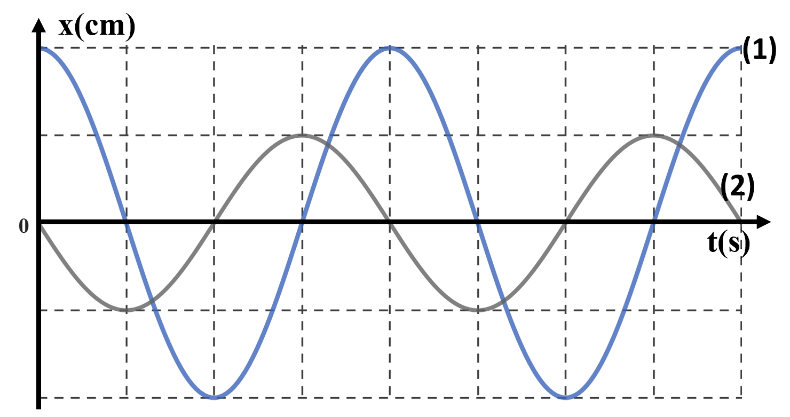 x(cm)
(1)
(2)
0
t(s)